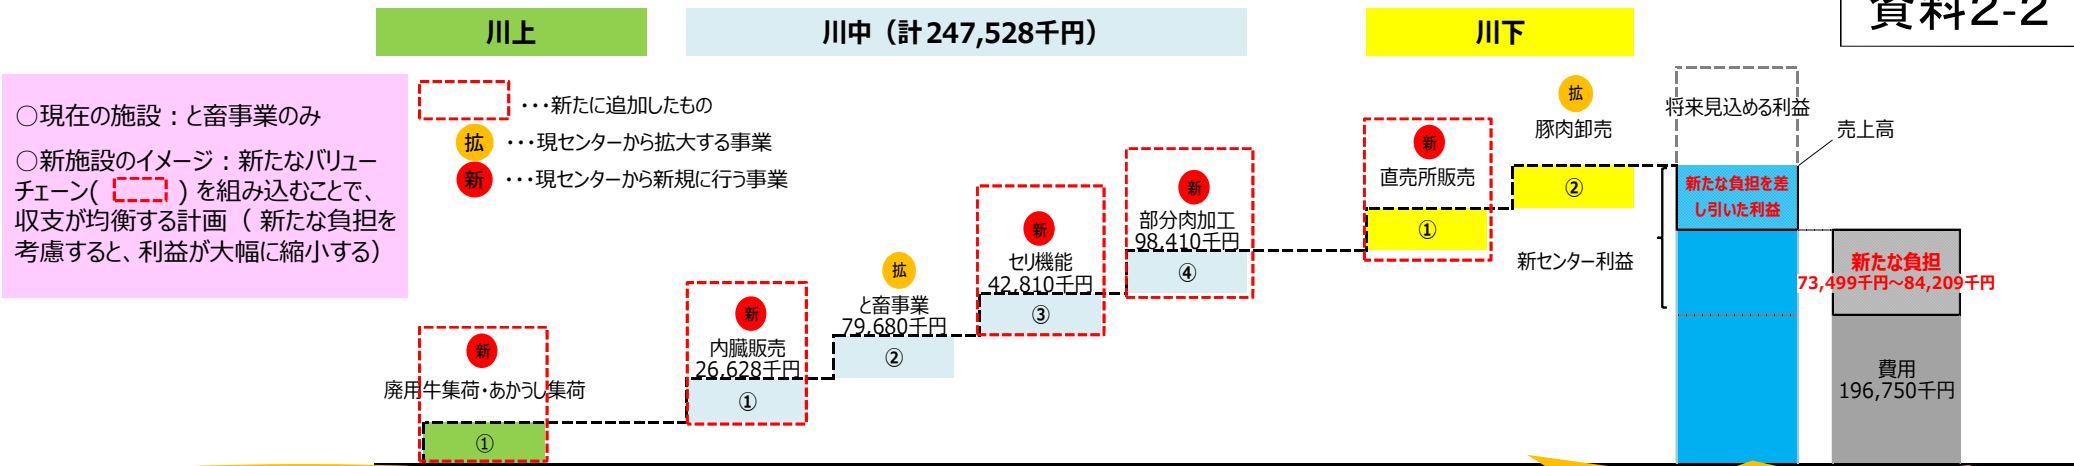 資料2-2
川上
川中（計247,528千円）
川下
○現在の施設：と畜事業のみ
○新施設のイメージ：新たなバリュー
チェーン( )を組み込むことで、
収支が均衡する計画（ 新たな負担を
考慮すると、利益が大幅に縮小する）
・・・新たに追加したもの
拡 ・・・現センターから拡大する事業
新 ・・・現センターから新規に行う事業
新
廃用牛集荷・あかうし集荷
①
新
内臓販売
26,628千円
①
拡
と畜事業
79,680千円
②
新
セリ機能
42,810千円
③
新
部分肉加工
98,410千円
④
新
直売所販売
①
拡
豚肉卸売
②
新センター利益
将来見込める利益
売上高
新たな負担を差
し引いた利益
新たな負担
73,499千円～84,209千円
費用
196,750千円